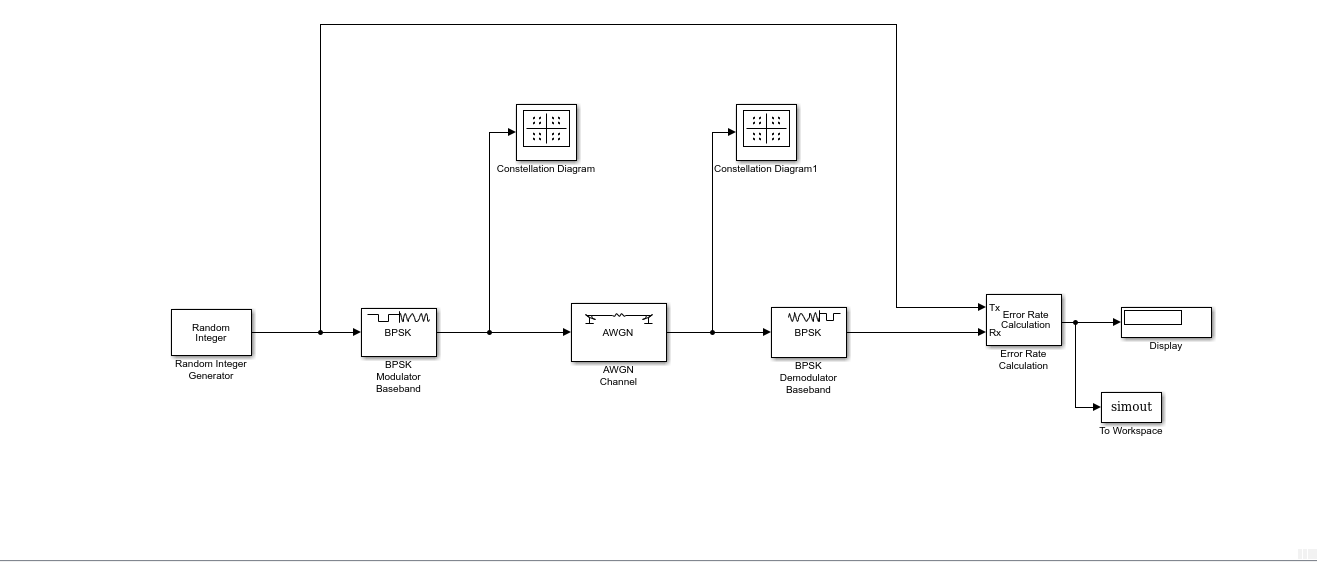 Constellation Diagram
Constellation Diagram1
Random
Integer
Random Integer
Generator
BPSK
BPSK
Modulator
Baseband
AWGN
AWGN
Channel
BPSK
BPSK
Demodulator
Baseband
Tx
Rx
Error Rate
Calculation
Error Rate
Calculation
Display
simout
To Workspace